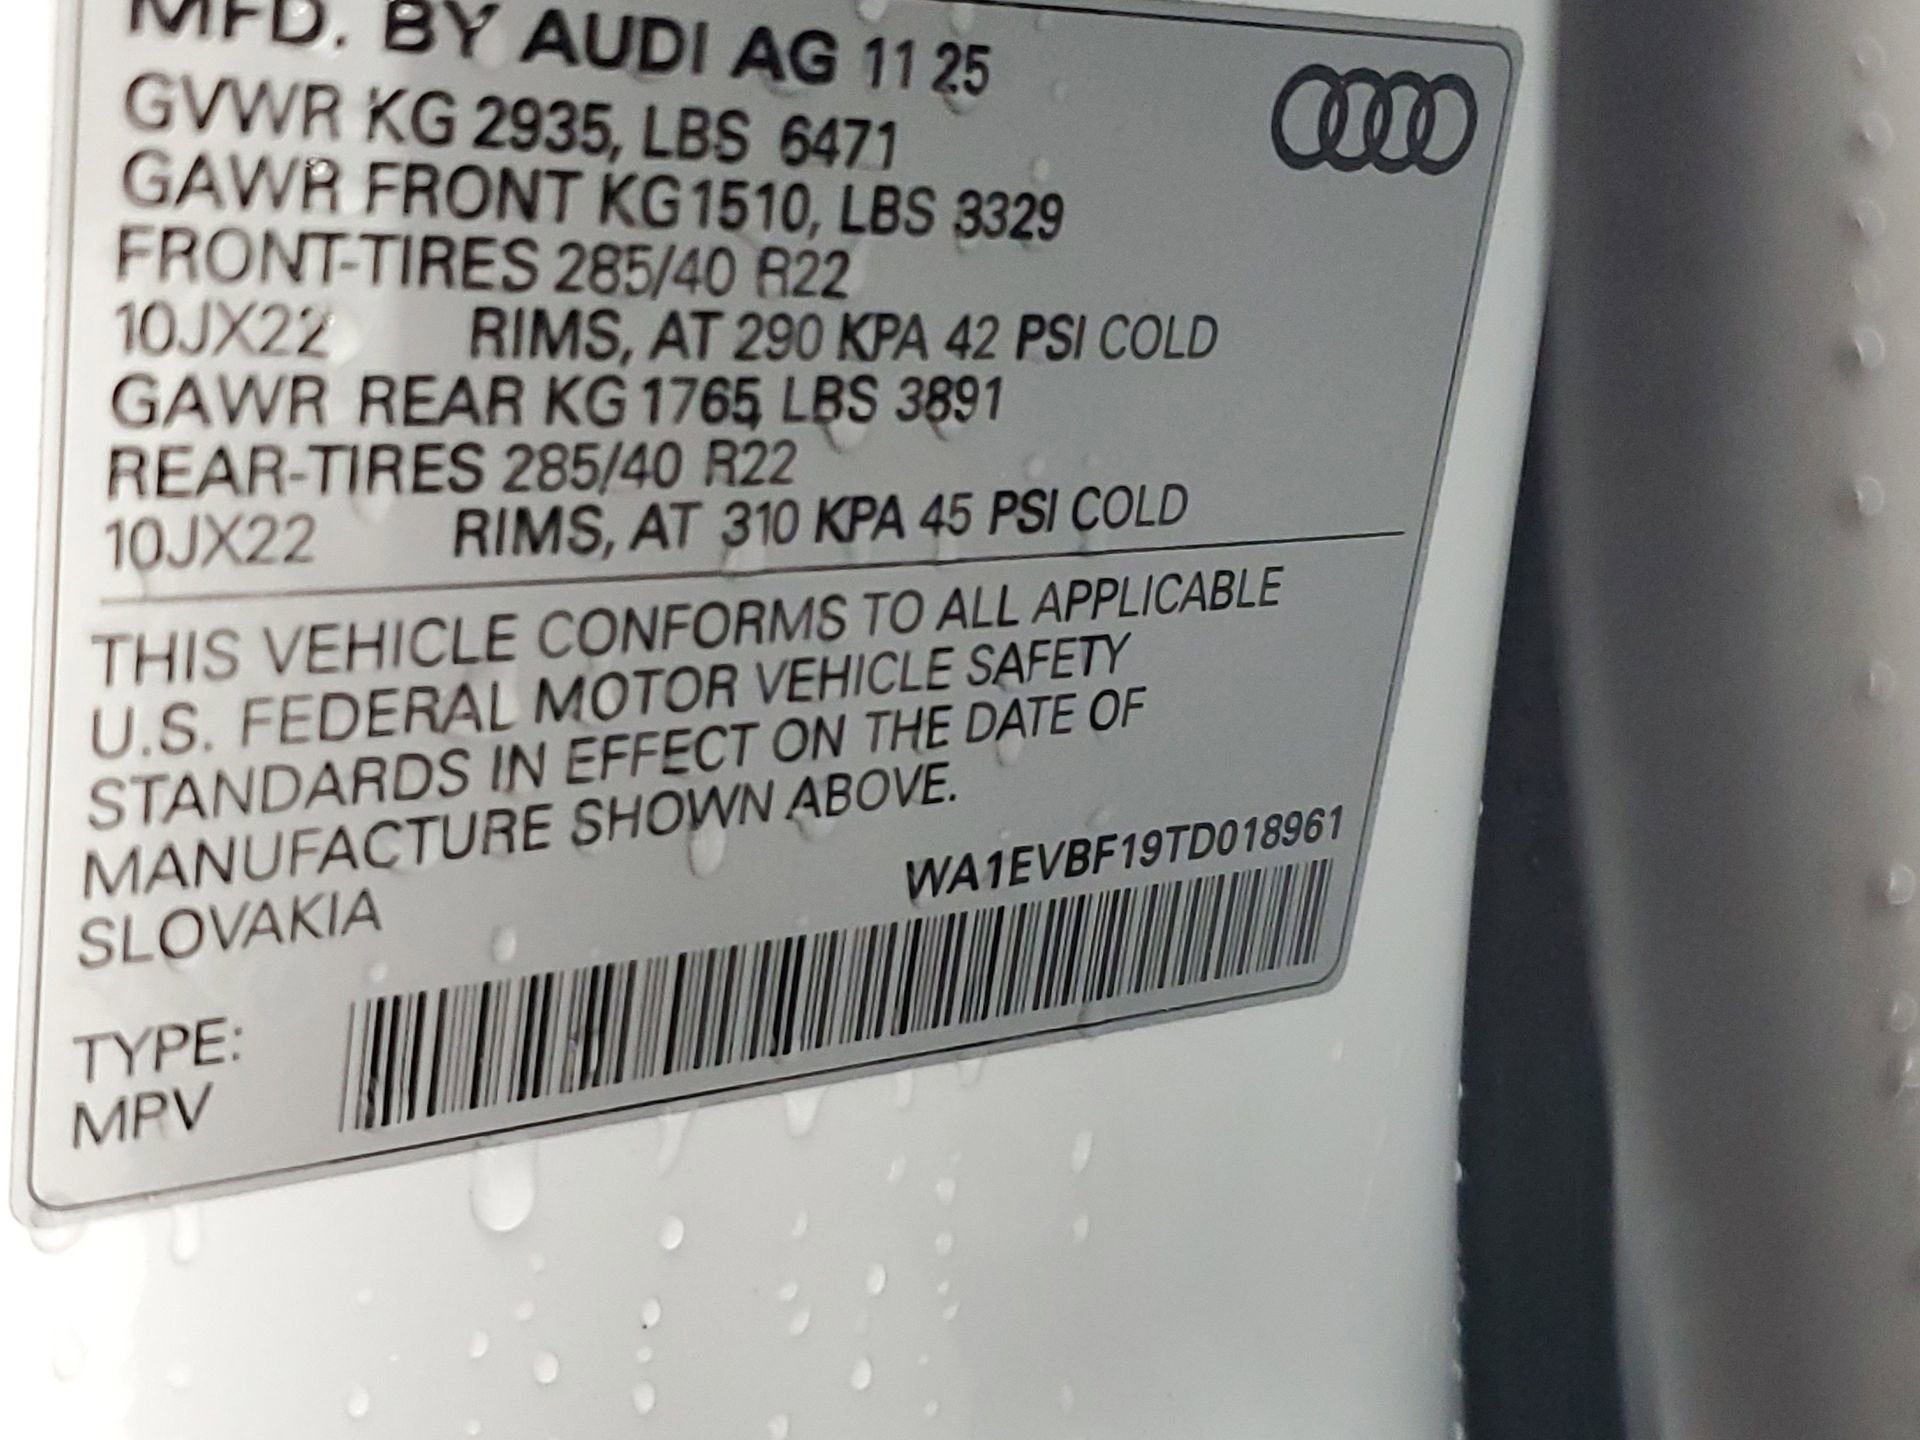 MFD. BY AUDI AG 11 25
GVWR KG 2935, LBS 6471
GAWR FRONT KG 1510, LBS 3329
FRONT-TIRES 285/40 R22
10JX22 RIMS, AT 290 KPA 42 PSI COLD
GAWR REAR KG 1765, LBS 3891
REAR-TIRES 285/40 R22
10JX22 RIMS, AT 310 KPA 45 PSI COLD
THIS VEHICLE CONFORMS TO ALL APPLICABLE
U.S. FEDERAL MOTOR VEHICLE SAFETY
STANDARDS IN EFFECT ON THE DATE OF
MANUFACTURE SHOWN ABOVE.
SLOVAKIA
WA1EVBF19TD018961
TYPE:
MPV